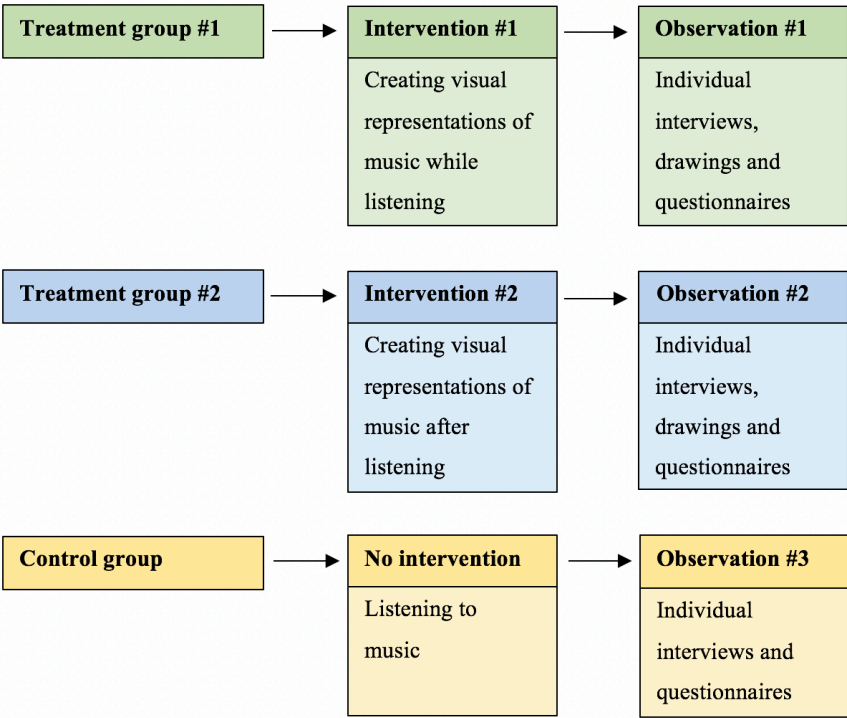 Treatment group #1
Intervention #1
Creating visual
representations of
music while
listening
Observation #1
Individual
interviews,
drawings and
questionnaires
Treatment group #2
Intervention #2
Creating visual
representations of
music after
listening
Observation #2
Individual
interviews,
drawings and
questionnaires
Control group
No intervention
Listening to
music
Observation #3
Individual
interviews and
questionnaires